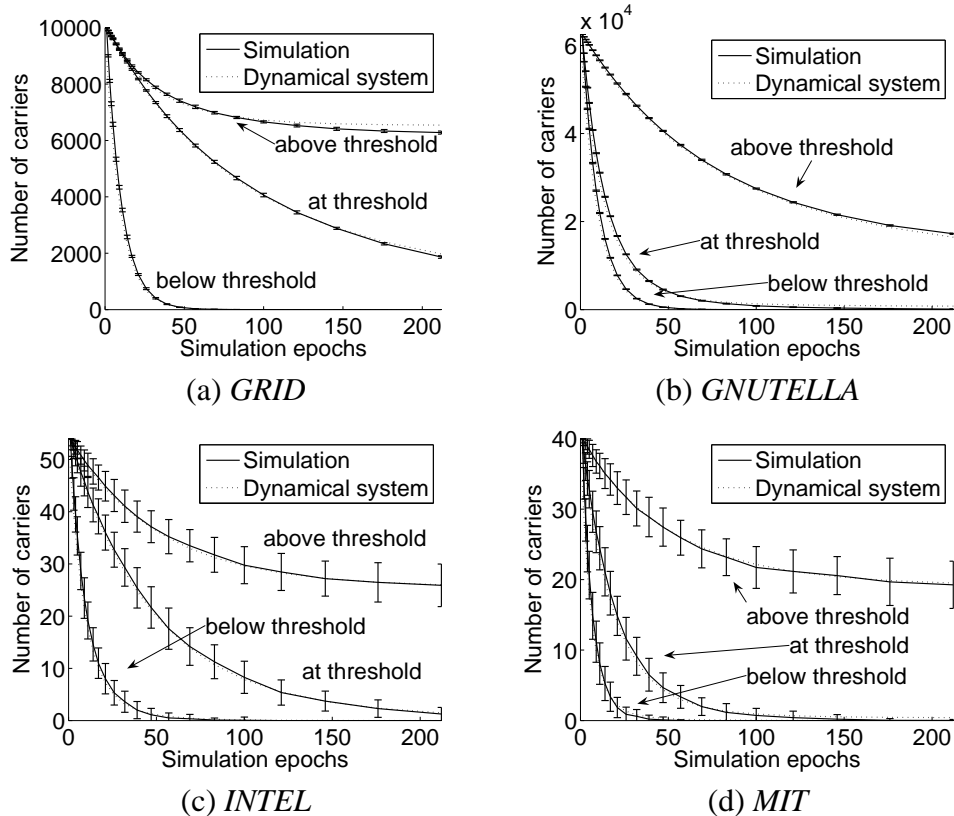 10000
8000
6000
4000
2000
0
Number of carriers
Simulation
Dynamical system
above threshold
at threshold
below threshold
0 50 100 150 200
Simulation epochs
(a) GRID
x 10^4
6
4
2
0
Number of carriers
Simulation
Dynamical system
above threshold
at threshold
below threshold
0 50 100 150 200
Simulation epochs
(b) GNUTELLA
50
40
30
20
10
0
Number of carriers
Simulation
Dynamical system
above threshold
below threshold
at threshold
0 50 100 150 200
Simulation epochs
(c) INTEL
40
30
20
10
0
Number of carriers
Simulation
Dynamical system
above threshold
at threshold
below threshold
0 50 100 150 200
Simulation epochs
(d) MIT